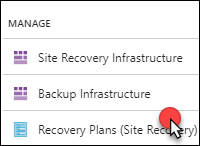 MANAGE
Site Recovery Infrastructure
Backup Infrastructure
Recovery Plans (Site Recovery)